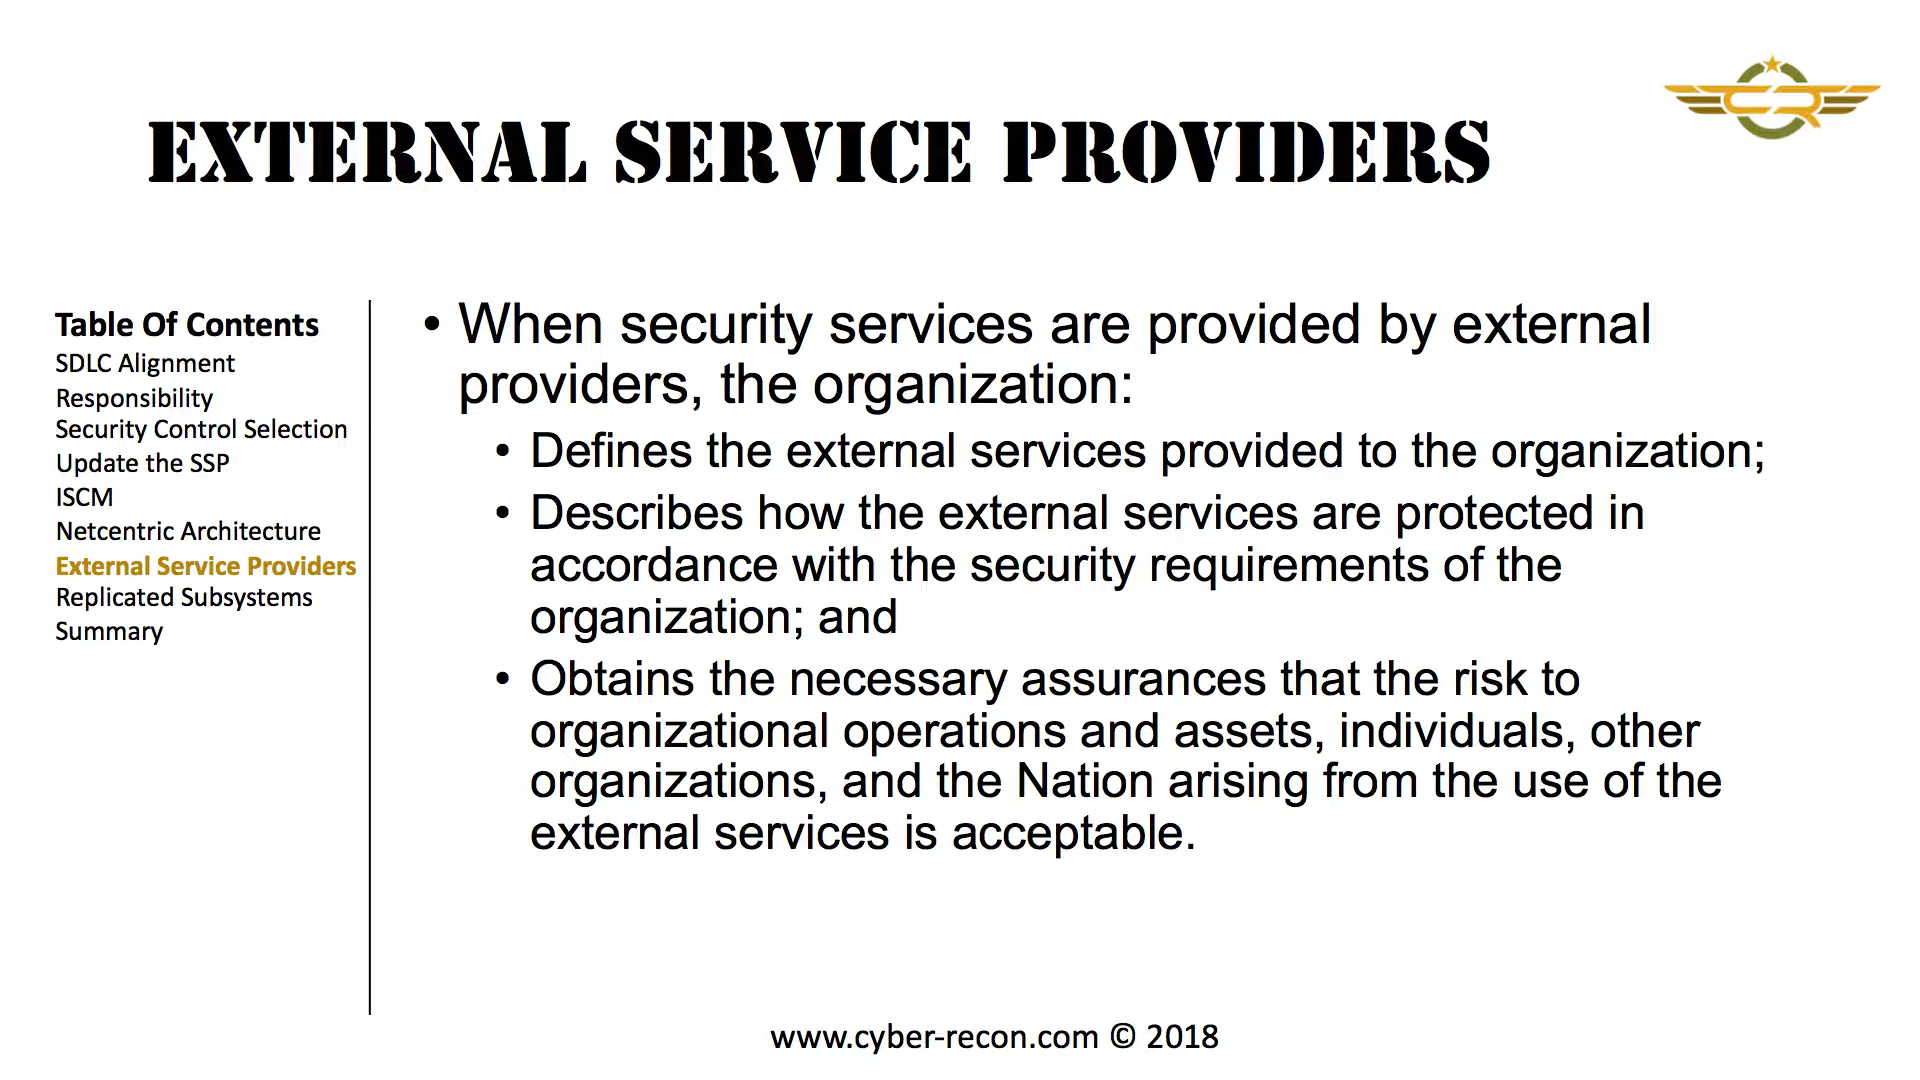 EXTERNAL SERVICE PROVIDERS
Table Of Contents
SDLC Alignment
Responsibility
Security Control Selection
Update the SSP
ISCM
Netcentric Architecture
External Service Providers
Replicated Subsystems
Summary
• When security services are provided by external
providers, the organization:
• Defines the external services provided to the organization;
• Describes how the external services are protected in
accordance with the security requirements of the
organization; and
• Obtains the necessary assurances that the risk to
organizational operations and assets, individuals, other
organizations, and the Nation arising from the use of the
external services is acceptable.
www.cyber-recon.com © 2018
CR